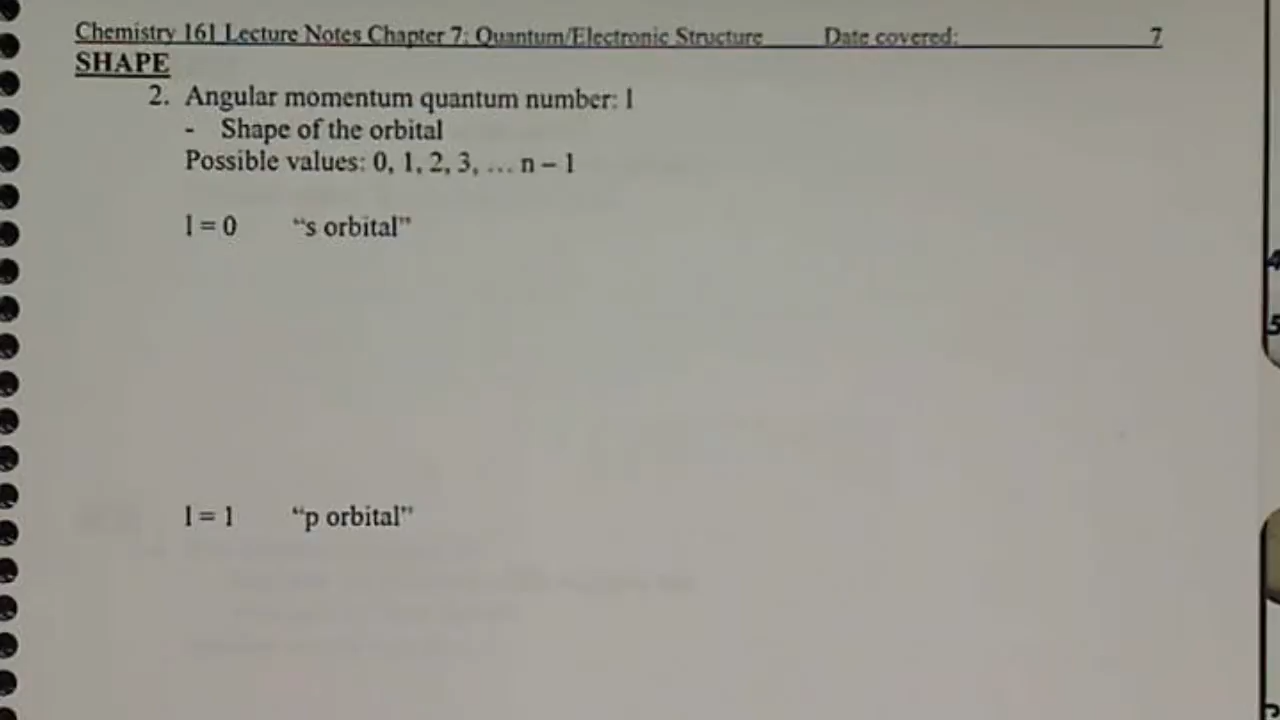 Chemistry 161 Lecture Notes Chapter 7: Quantum/Electronic Structure Date covered: 7
SHAPE
2. Angular momentum quantum number: l
- Shape of the orbital
Possible values: 0, 1, 2, 3, … n – 1
l = 0 “s orbital”
l = 1 “p orbital”